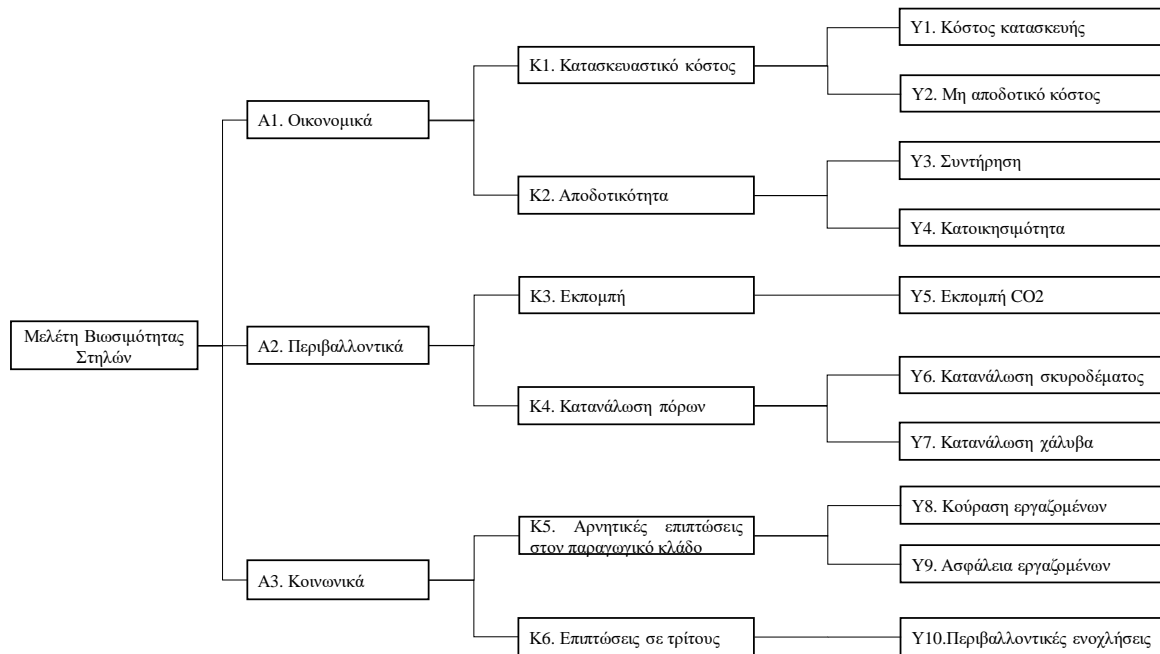 Υ1. Κόστος κατασκευής
Κ1. Κατασκευαστικό κόστος
Υ2. Μη αποδοτικό κόστος
Α1. Οικονομικά
Υ3. Συντήρηση
Κ2. Αποδοτικότητα
Υ4. Κατοικησιμότητα
Κ3. Εκπομπή
Υ5. Εκπομπή CO2
Μελέτη Βιωσιμότητας
Στηλών
Α2. Περιβαλλοντικά
Υ6. Κατανάλωση σκυροδέματος
Κ4. Κατανάλωση πόρων
Υ7. Κατανάλωση χάλυβα
Υ8. Κούραση εργαζομένων
Κ5. Αρνητικές επιπτώσεις
στον παραγωγικό κλάδο
Υ9. Ασφάλεια εργαζομένων
Α3. Κοινωνικά
Κ6. Επιπτώσεις σε τρίτους
Υ10.Περιβαλλοντικές ενοχλήσεις